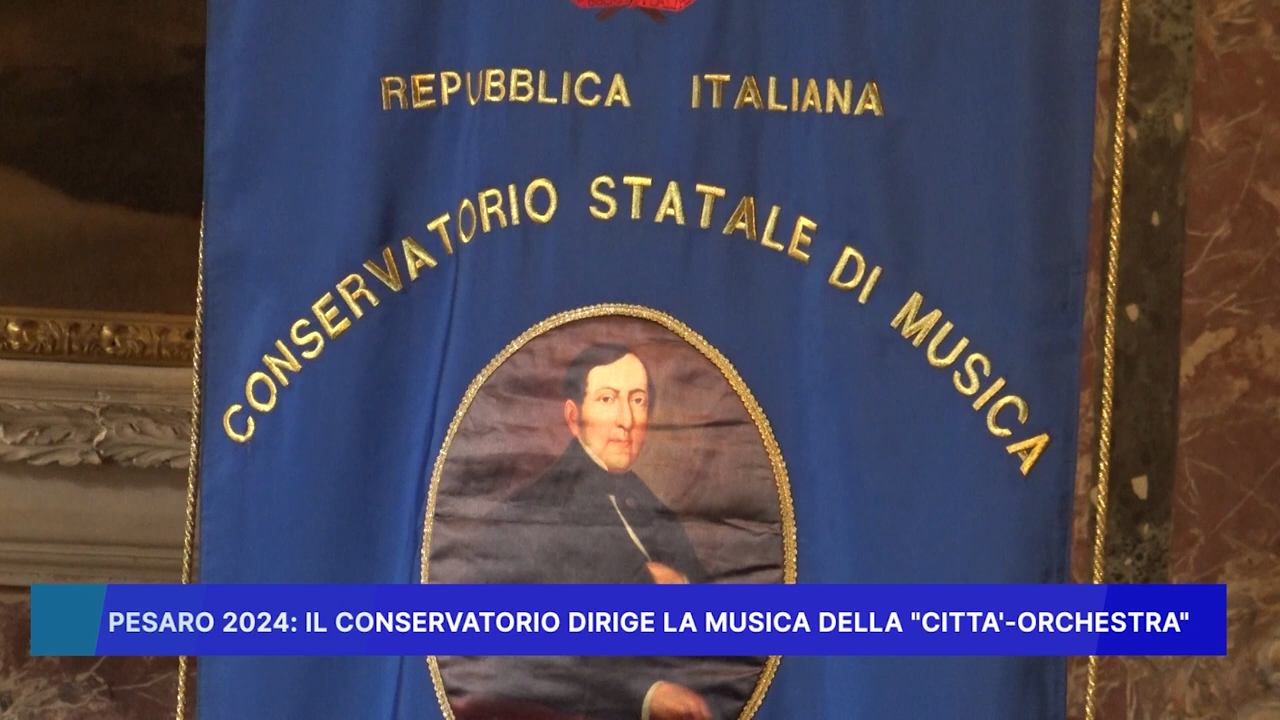 REPUBBLICA ITALIANA
CONSERVATORIO STATALE DI MUSICA
PESARO 2024: IL CONSERVATORIO DIRIGE LA MUSICA DELLA "CITTA'-ORCHESTRA"